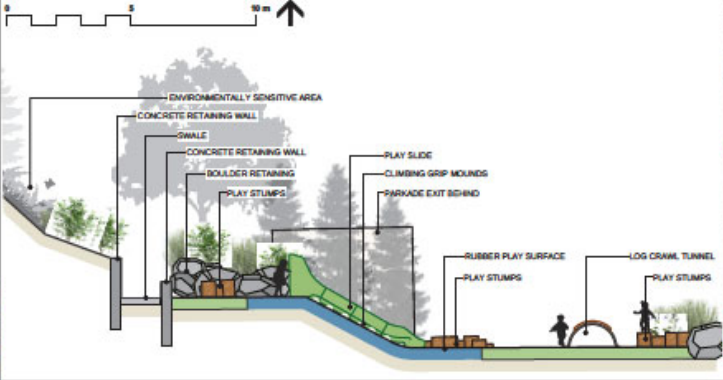 0 5 10 m
ENVIRONMENTALLY SENSITIVE AREA
CONCRETE RETAINING WALL
SWALE
CONCRETE RETAINING WALL
BOULDER RETAINING
PLAY STUMPS
PLAY SLIDE
CLIMBING GRIP MOUNDS
PARKADE EXIT BEHIND
RUBBER PLAY SURFACE
PLAY STUMPS
LOG CRAWL TUNNEL
PLAY STUMPS